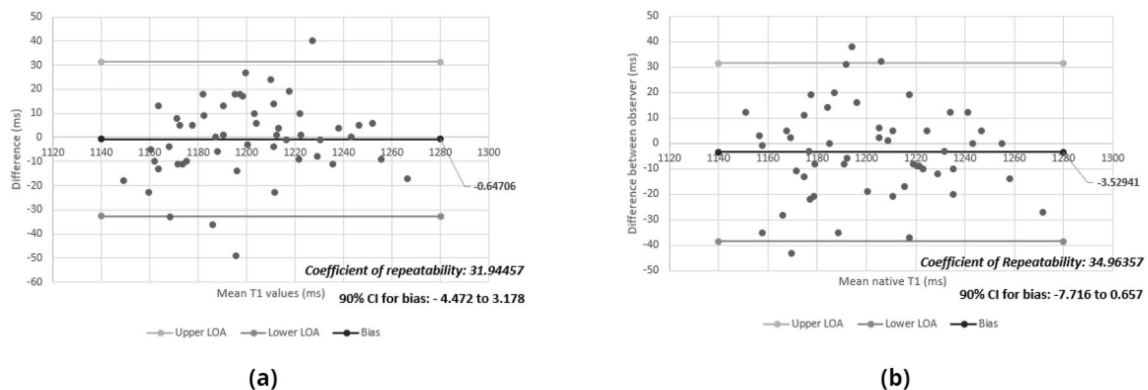 50
40
30
20
10
0
-10
-20
-30
-40
-50
-60
Difference (ms)
1120 1140 1160 1180 1200 1220 1240 1260 1280 1300
-0.64706
Coefficient of repeatability: 31.94457
Mean T1 values (ms)
90% CI for bias: - 4.472 to 3.178
Upper LOA Lower LOA Bias
(a)
50
40
30
20
10
0
-10
-20
-30
-40
-50
Difference between observer (ms)
1120 1140 1160 1180 1200 1220 1240 1260 1280 1300
-3.52941
Coefficient of Repeatability: 34.96357
Mean native T1 (ms)
90% CI for bias: -7.716 to 0.657
Upper LOA Lower LOA Bias
(b)